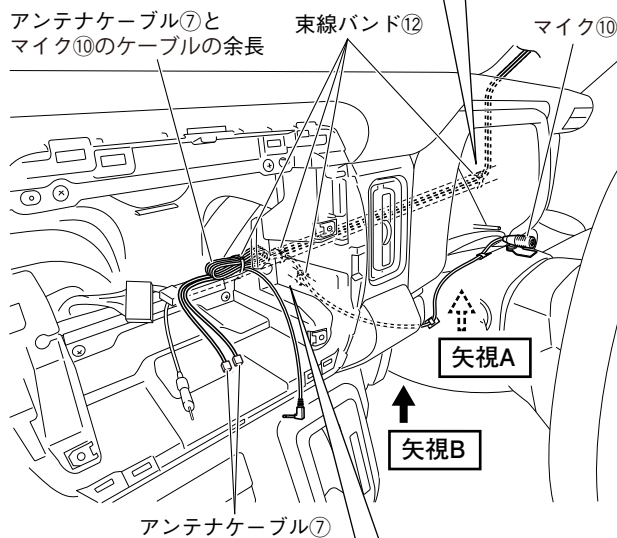 アンテナケーブル⑦と
マイク⑩のケーブルの余長
束線バンド⑫
マイク⑩
矢視A
矢視B
アンテナケーブル⑦